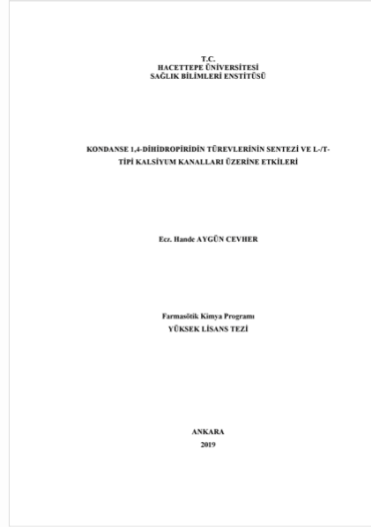 T.C.
HACETTEPE ÜNİVERSİTESİ
SAĞLIK BİLİMLERİ ENSTİTÜSÜ
KONDANSE 1,4-DİHİDROPİRİDİN TÜREVLERİNİN SENTEZİ VE L-/T-
TİPİ KALSİYUM KANALLARI ÜZERİNE ETKİLERİ
Ecz. Hande AYGÜN CEVHER
Farmasötik Kimya Programı
YÜKSEK LİSANS TEZİ
ANKARA
2019